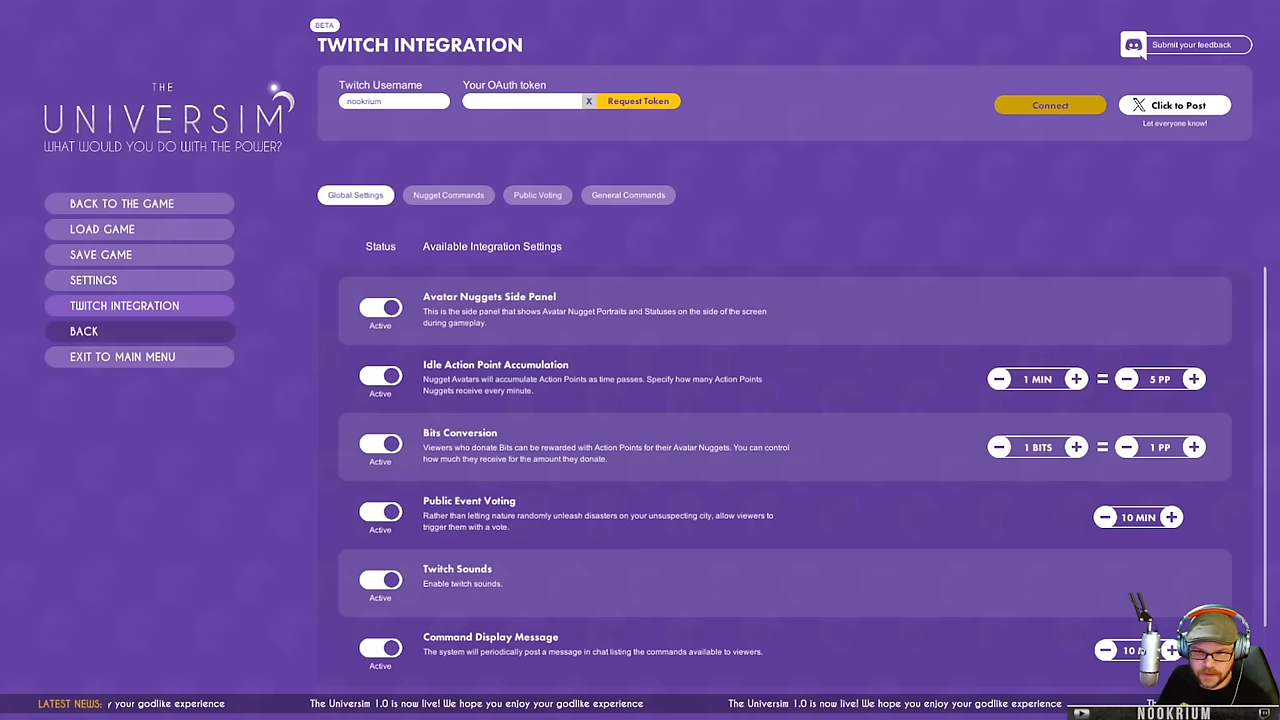 BETA
TWITCH INTEGRATION
Submit your feedback
Twitch Username
Your OAuth token
nookrium
X
Request Token
Connect
Click to Post
Let everyone know!
THE
UNIVERSIM
WHAT WOULD YOU DO WITH THE POWER?
BACK TO THE GAME
LOAD GAME
SAVE GAME
SETTINGS
TWITCH INTEGRATION
BACK
EXIT TO MAIN MENU
Global Settings
Nugget Commands
Public Voting
General Commands
Status
Available Integration Settings
Avatar Nuggets Side Panel
This is the side panel that shows Avatar Nugget Portraits and Statuses on the side of the screen
during gameplay.
Active
Idle Action Point Accumulation
Nugget Avatars will accumulate Action Points as time passes. Specify how many Action Points
Nuggets receive every minute.
Active
− 1 MIN + = − 5 PP +
Bits Conversion
Viewers who donate Bits can be rewarded with Action Points for their Avatar Nuggets. You can control
how much they receive for the amount they donate.
Active
− 1 BITS + = − 1 PP +
Public Event Voting
Rather than letting nature randomly unleash disasters on your unsuspecting city, allow viewers to
trigger them with a vote.
Active
− 10 MIN +
Twitch Sounds
Enable twitch sounds.
Active
Command Display Message
The system will periodically post a message in chat listing the commands available to viewers.
Active
− 10 +
LATEST NEWS: your godlike experience
The Universim 1.0 is now live! We hope you enjoy your godlike experience
The Universim 1.0 is now live! We hope you enjoy your godlike experience
NOOKRIUM